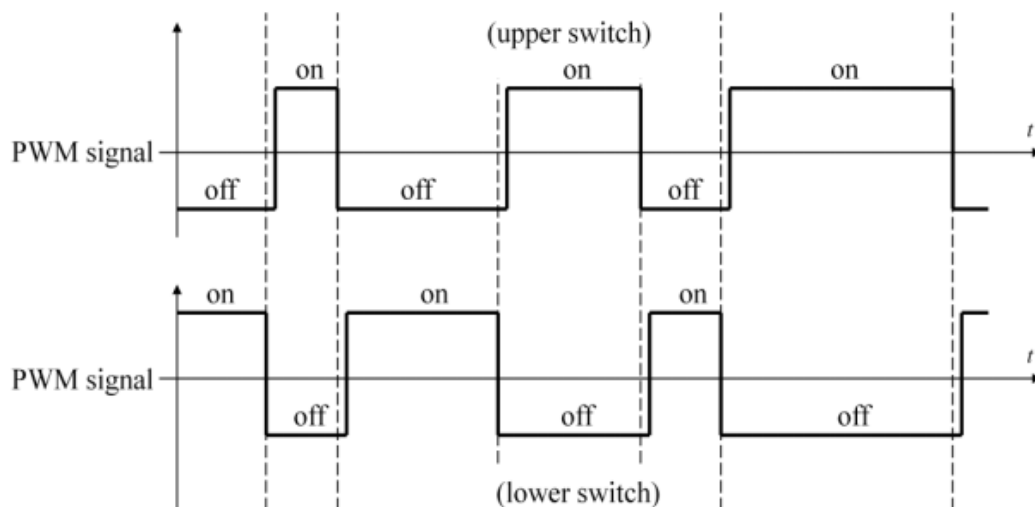 (upper switch)
on
on
on
PWM signal
t
off
off
off
on
on
on
PWM signal
t
off
off
off
(lower switch)